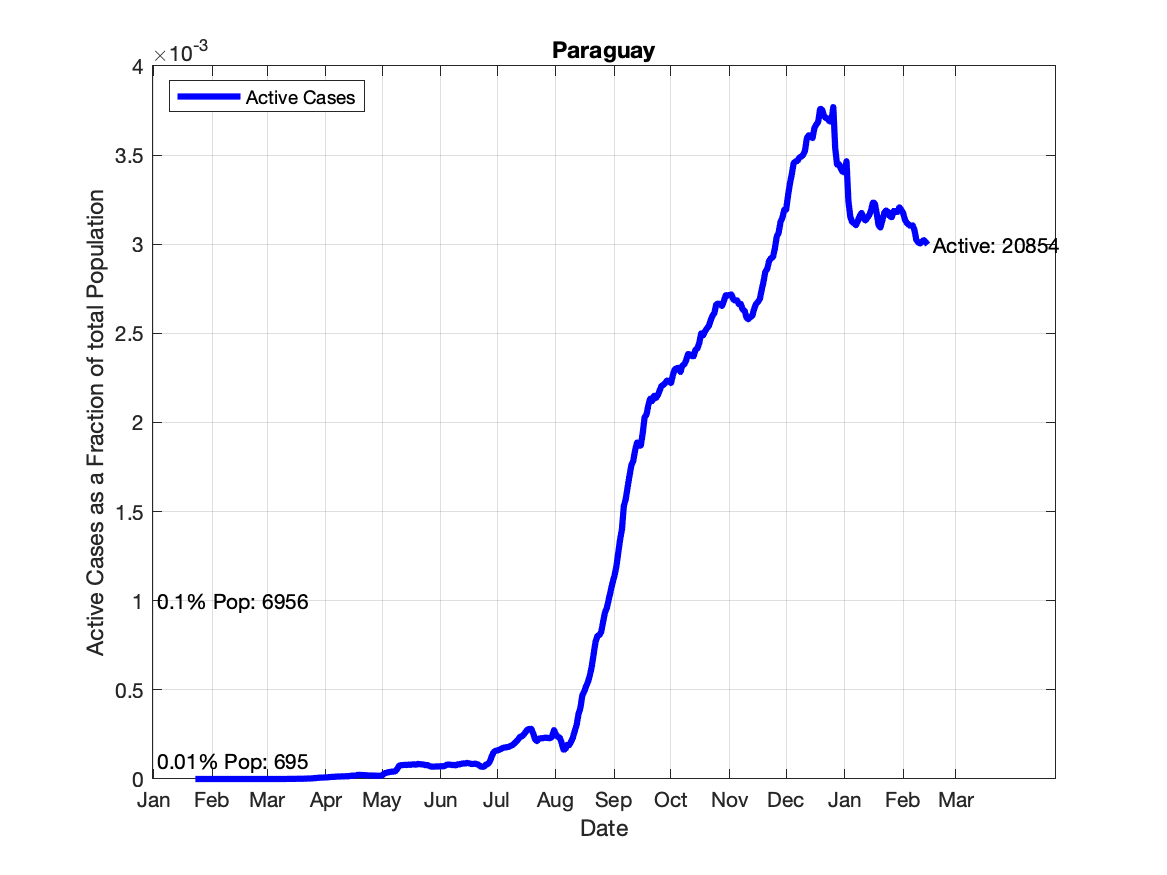 Paraguay
×10-3
Active Cases
4
3.5
3
2.5
2
1.5
1
0.5
0
Active Cases as a Fraction of total Population
Active: 20854
0.1% Pop: 6956
0.01% Pop: 695
Jan Feb Mar Apr May Jun Jul Aug Sep Oct Nov Dec Jan Feb Mar
Date